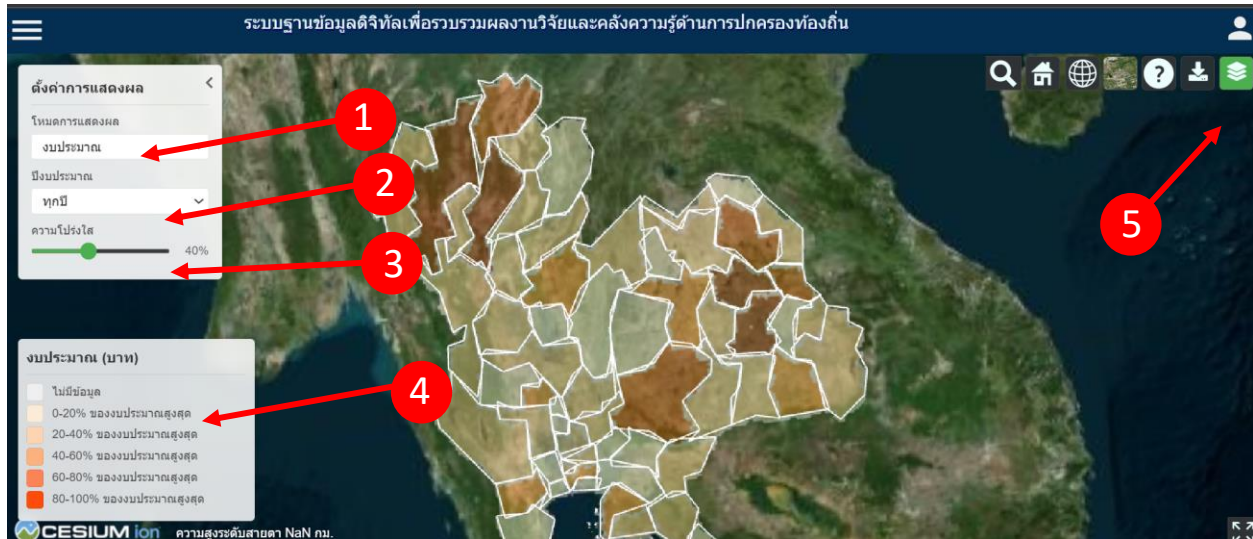 ระบบฐานข้อมูลดิจิทัลเพื่อรวบรวมผลงานวิจัยและคลังความรู้ด้านการปกครองท้องถิ่น
ตั้งค่าการแสดงผล
โหมดการแสดงผล
งบประมาณ
ปีงบประมาณ
ทุกปี
ความโปร่งใส
40%
1
2
3
4
5
?
งบประมาณ (บาท)
ไม่มีข้อมูล
0-20% ของงบประมาณสูงสุด
20-40% ของงบประมาณสูงสุด
40-60% ของงบประมาณสูงสุด
60-80% ของงบประมาณสูงสุด
80-100% ของงบประมาณสูงสุด
CESIUM ion
ความสูงระดับสายตา NaN กม.